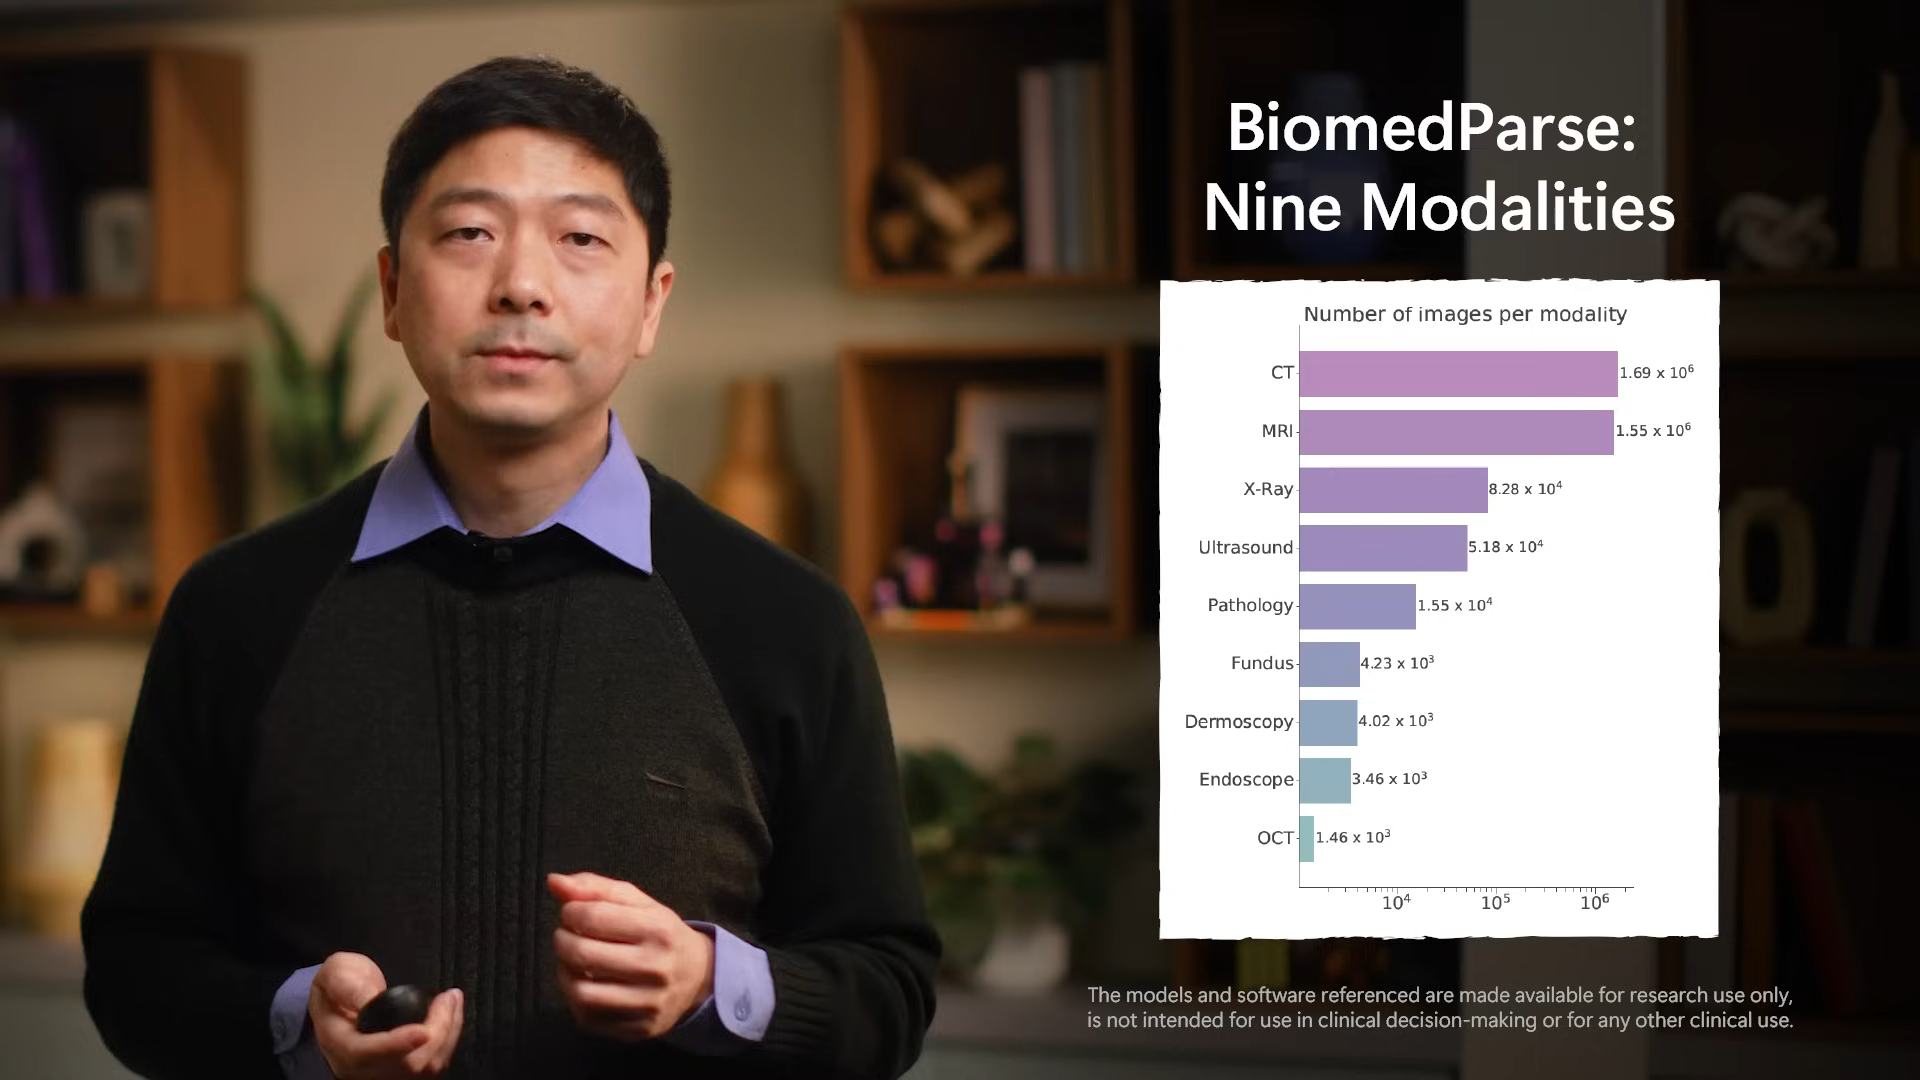 BiomedParse:
Nine Modalities
Number of images per modality
CT 1.69 x 10⁶
MRI 1.55 x 10⁶
X-Ray 8.28 x 10⁴
Ultrasound 5.18 x 10⁴
Pathology 1.55 x 10⁴
Fundus 4.23 x 10³
Dermoscopy 4.02 x 10³
Endoscope 3.46 x 10³
OCT 1.46 x 10³
10⁴ 10⁵ 10⁶
The models and software referenced are made available for research use only,
is not intended for use in clinical decision-making or for any other clinical use.